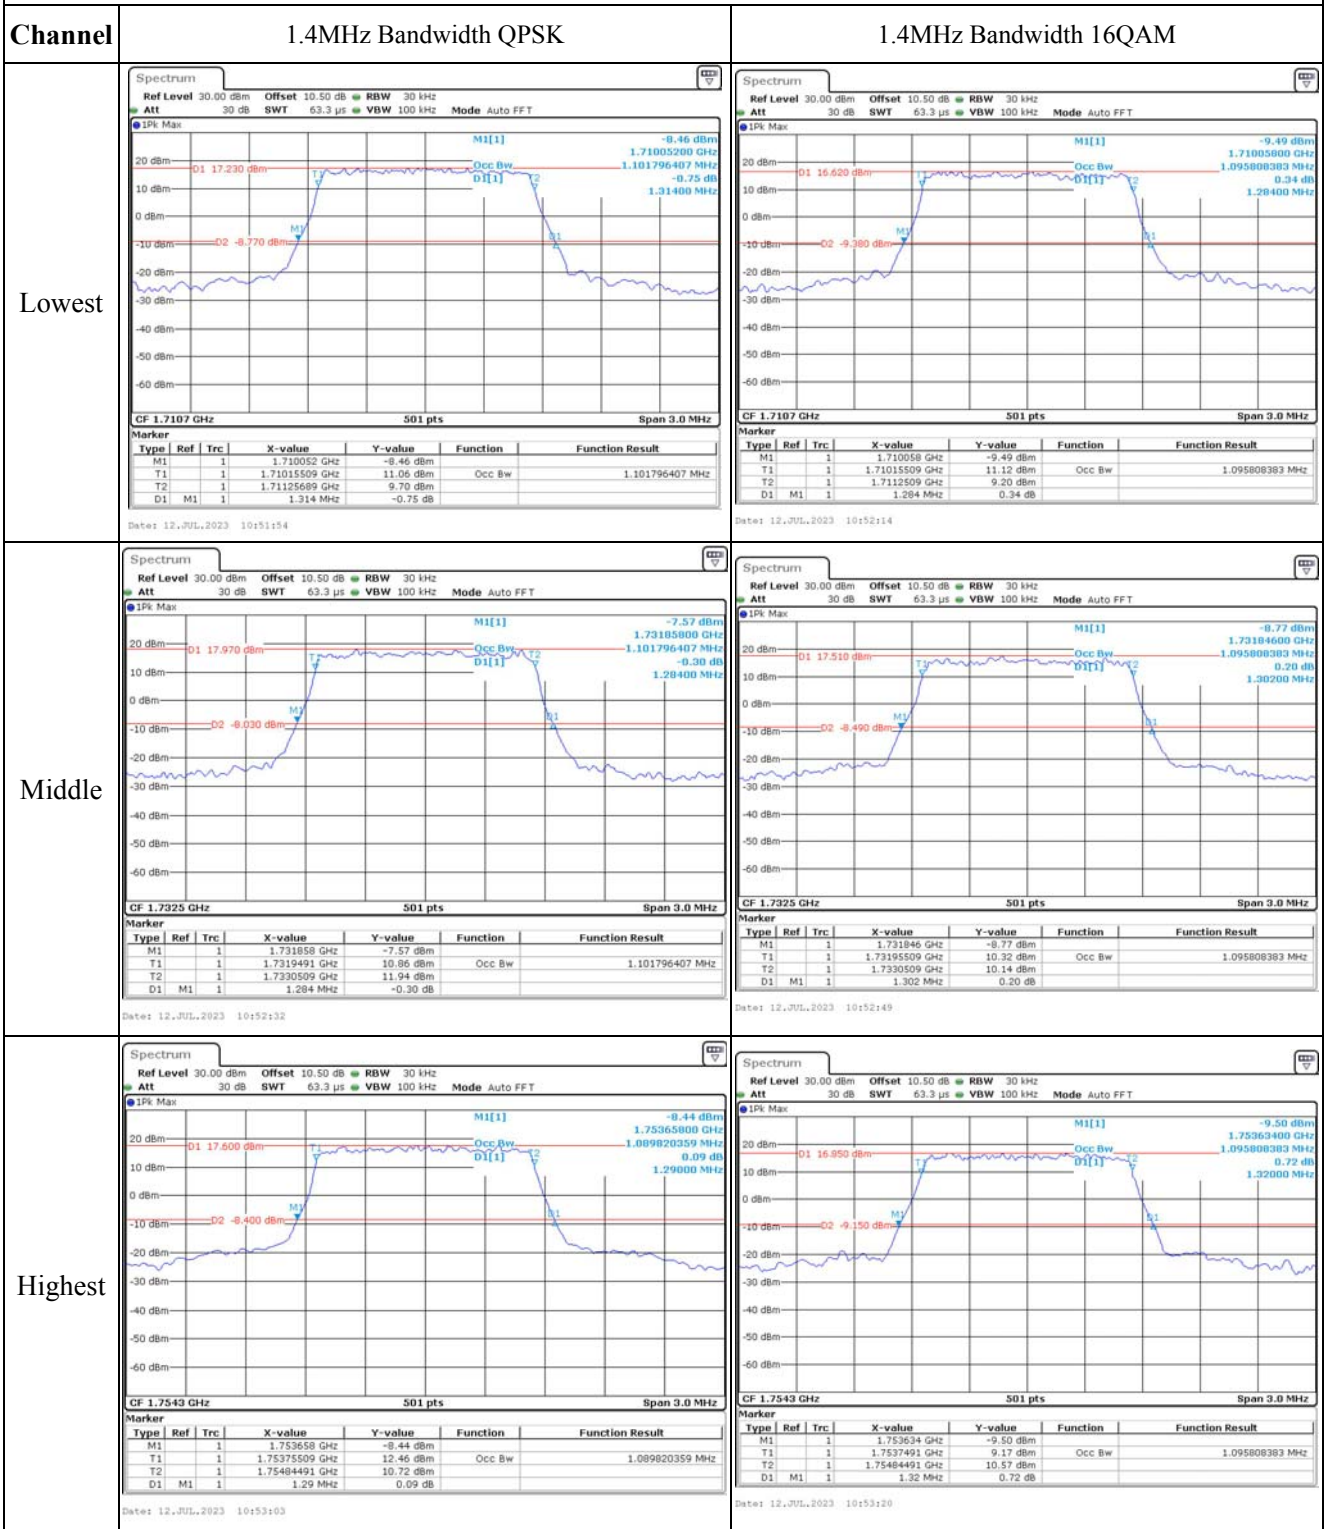 Channel 1.4MHz Bandwidth QPSK 1.4MHz Bandwidth 16QAM
Lowest
Spectrum
Ref Level 30.00 dBm Offset 10.50 dB RBW 30 kHz
Att 30 dB SWT 63.3 µs VBW 100 kHz Mode Auto FFT
1Pk Max
M1[1] -8.46 dBm
1.71005200 GHz
20 dBm
D1 17.230 dBm
Occ Bw 1.101796407 MHz
T1
T2
D1[1] -0.75 dB
10 dBm
1.31400 MHz
0 dBm
M1
D1
-10 dBm
D2 -8.770 dBm
-20 dBm
-30 dBm
-40 dBm
-50 dBm
-60 dBm
CF 1.7107 GHz 501 pts Span 3.0 MHz
Marker
Type Ref Trc X-value Y-value Function Function Result
M1 1 1.710052 GHz -8.46 dBm
T1 1 1.71015509 GHz 11.06 dBm Occ Bw 1.101796407 MHz
T2 1 1.71125689 GHz 9.70 dBm
D1 M1 1 1.314 MHz -0.75 dB
Date: 12.JUL.2023 10:51:54
Spectrum
Ref Level 30.00 dBm Offset 10.50 dB RBW 30 kHz
Att 30 dB SWT 63.3 µs VBW 100 kHz Mode Auto FFT
1Pk Max
M1[1] -9.49 dBm
1.71005800 GHz
20 dBm
D1 16.620 dBm
Occ Bw 1.095808383 MHz
T1
T2
D1[1] 0.34 dB
10 dBm
1.28400 MHz
0 dBm
M1
D1
-10 dBm
D2 -9.380 dBm
-20 dBm
-30 dBm
-40 dBm
-50 dBm
-60 dBm
CF 1.7107 GHz 501 pts Span 3.0 MHz
Marker
Type Ref Trc X-value Y-value Function Function Result
M1 1 1.710058 GHz -9.49 dBm
T1 1 1.71015509 GHz 11.12 dBm Occ Bw 1.095808383 MHz
T2 1 1.7112509 GHz 9.20 dBm
D1 M1 1 1.284 MHz 0.34 dB
Date: 12.JUL.2023 10:52:14
Middle
Spectrum
Ref Level 30.00 dBm Offset 10.50 dB RBW 30 kHz
Att 30 dB SWT 63.3 µs VBW 100 kHz Mode Auto FFT
1Pk Max
M1[1] -7.57 dBm
1.73185800 GHz
20 dBm
D1 17.970 dBm
Occ Bw 1.101796407 MHz
T1
T2
D1[1] -0.30 dB
10 dBm
1.28400 MHz
0 dBm
M1
D1
-10 dBm
D2 -8.030 dBm
-20 dBm
-30 dBm
-40 dBm
-50 dBm
-60 dBm
CF 1.7325 GHz 501 pts Span 3.0 MHz
Marker
Type Ref Trc X-value Y-value Function Function Result
M1 1 1.731858 GHz -7.57 dBm
T1 1 1.7319491 GHz 10.86 dBm Occ Bw 1.101796407 MHz
T2 1 1.7330509 GHz 11.94 dBm
D1 M1 1 1.284 MHz -0.30 dB
Date: 12.JUL.2023 10:52:32
Spectrum
Ref Level 30.00 dBm Offset 10.50 dB RBW 30 kHz
Att 30 dB SWT 63.3 µs VBW 100 kHz Mode Auto FFT
1Pk Max
M1[1] -8.77 dBm
1.73184600 GHz
20 dBm
D1 17.510 dBm
Occ Bw 1.095808383 MHz
T1
T2
D1[1] 0.20 dB
10 dBm
1.30200 MHz
0 dBm
M1
D1
-10 dBm
D2 -8.490 dBm
-20 dBm
-30 dBm
-40 dBm
-50 dBm
-60 dBm
CF 1.7325 GHz 501 pts Span 3.0 MHz
Marker
Type Ref Trc X-value Y-value Function Function Result
M1 1 1.731846 GHz -8.77 dBm
T1 1 1.73195509 GHz 10.32 dBm Occ Bw 1.095808383 MHz
T2 1 1.7330509 GHz 10.14 dBm
D1 M1 1 1.302 MHz 0.20 dB
Date: 12.JUL.2023 10:52:49
Highest
Spectrum
Ref Level 30.00 dBm Offset 10.50 dB RBW 30 kHz
Att 30 dB SWT 63.3 µs VBW 100 kHz Mode Auto FFT
1Pk Max
M1[1] -8.44 dBm
1.75365800 GHz
20 dBm
D1 17.600 dBm
Occ Bw 1.089820359 MHz
T1
T2
D1[1] 0.09 dB
10 dBm
1.29000 MHz
0 dBm
M1
D1
-10 dBm
D2 -8.400 dBm
-20 dBm
-30 dBm
-40 dBm
-50 dBm
-60 dBm
CF 1.7543 GHz 501 pts Span 3.0 MHz
Marker
Type Ref Trc X-value Y-value Function Function Result
M1 1 1.753658 GHz -8.44 dBm
T1 1 1.75375509 GHz 12.46 dBm Occ Bw 1.089820359 MHz
T2 1 1.75484491 GHz 10.72 dBm
D1 M1 1 1.29 MHz 0.09 dB
Date: 12.JUL.2023 10:53:03
Spectrum
Ref Level 30.00 dBm Offset 10.50 dB RBW 30 kHz
Att 30 dB SWT 63.3 µs VBW 100 kHz Mode Auto FFT
1Pk Max
M1[1] -9.50 dBm
1.75363400 GHz
20 dBm
D1 16.850 dBm
Occ Bw 1.095808383 MHz
T1
T2
D1[1] 0.72 dB
10 dBm
1.32000 MHz
0 dBm
M1
D1
-10 dBm
D2 -9.150 dBm
-20 dBm
-30 dBm
-40 dBm
-50 dBm
-60 dBm
CF 1.7543 GHz 501 pts Span 3.0 MHz
Marker
Type Ref Trc X-value Y-value Function Function Result
M1 1 1.753634 GHz -9.50 dBm
T1 1 1.7537491 GHz 9.17 dBm Occ Bw 1.095808383 MHz
T2 1 1.75484491 GHz 10.57 dBm
D1 M1 1 1.32 MHz 0.72 dB
Date: 12.JUL.2023 10:53:20